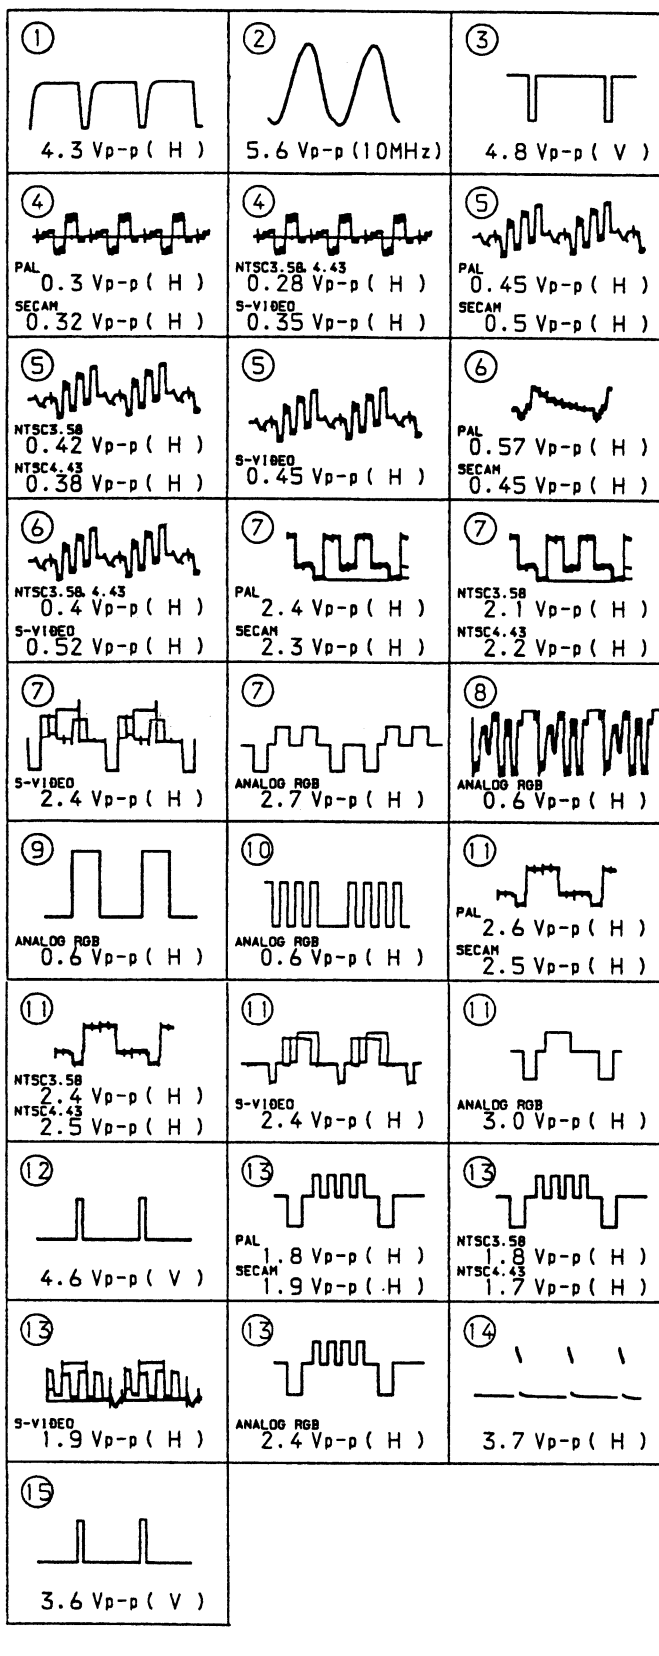 1
4.3 Vp-p ( H )
2
5.6 Vp-p (10MHz)
3
4.8 Vp-p ( V )
4
PAL
0.3 Vp-p ( H )
SECAM
0.32 Vp-p ( H )
4
NTSC3.58, 4.43
0.28 Vp-p ( H )
S-VIDEO
0.35 Vp-p ( H )
5
PAL
0.45 Vp-p ( H )
SECAM
0.5 Vp-p ( H )
5
NTSC3.58
0.42 Vp-p ( H )
NTSC4.43
0.38 Vp-p ( H )
5
S-VIDEO
0.45 Vp-p ( H )
6
PAL
0.57 Vp-p ( H )
SECAM
0.45 Vp-p ( H )
6
NTSC3.58, 4.43
0.4 Vp-p ( H )
S-VIDEO
0.52 Vp-p ( H )
7
PAL
2.4 Vp-p ( H )
SECAM
2.3 Vp-p ( H )
7
NTSC3.58
2.1 Vp-p ( H )
NTSC4.43
2.2 Vp-p ( H )
7
S-VIDEO
2.4 Vp-p ( H )
7
ANALOG RGB
2.7 Vp-p ( H )
8
ANALOG RGB
0.6 Vp-p ( H )
9
ANALOG RGB
0.6 Vp-p ( H )
10
ANALOG RGB
0.6 Vp-p ( H )
11
PAL
2.6 Vp-p ( H )
SECAM
2.5 Vp-p ( H )
11
NTSC3.58
2.4 Vp-p ( H )
NTSC4.43
2.5 Vp-p ( H )
11
S-VIDEO
2.4 Vp-p ( H )
11
ANALOG RGB
3.0 Vp-p ( H )
12
4.6 Vp-p ( V )
13
PAL
1.8 Vp-p ( H )
SECAM
1.9 Vp-p ( H )
13
NTSC3.58
1.8 Vp-p ( H )
NTSC4.43
1.7 Vp-p ( H )
13
S-VIDEO
1.9 Vp-p ( H )
13
ANALOG RGB
2.4 Vp-p ( H )
14
3.7 Vp-p ( H )
15
3.6 Vp-p ( V )